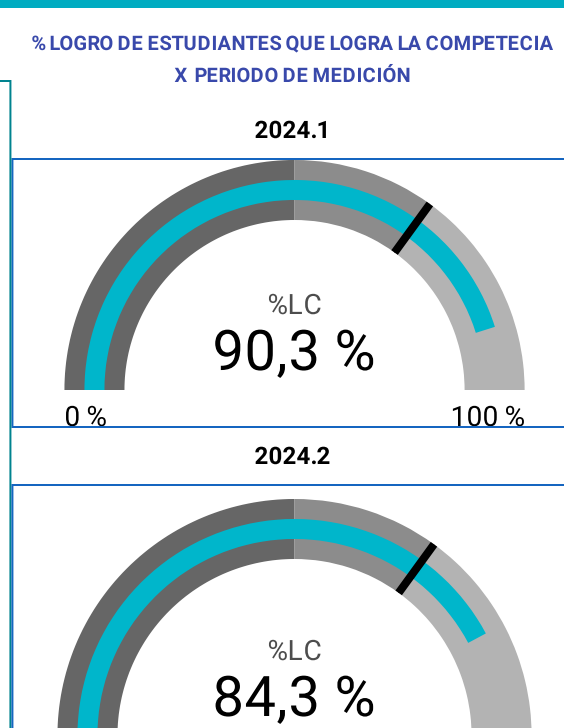 % LOGRO DE ESTUDIANTES QUE LOGRA LA COMPETECIA
X PERIODO DE MEDICIÓN
2024.1
%LC
90,3 %
0 % 100 %
2024.2
%LC
84,3 %